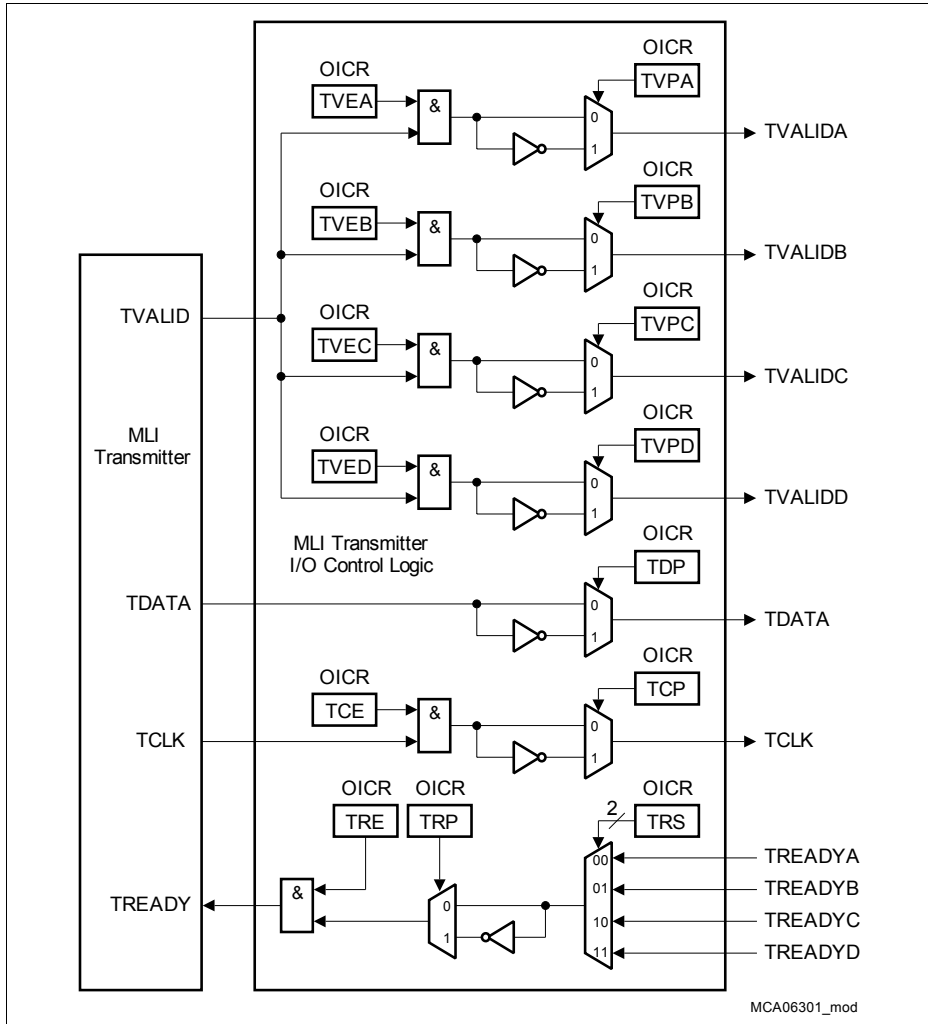 OICR
TVEA
&
OICR
TVPA
0
1
TVALIDA
OICR
TVEB
&
OICR
TVPB
0
1
TVALIDB
TVALID
OICR
TVEC
&
OICR
TVPC
0
1
TVALIDC
MLI
Transmitter
OICR
TVED
&
OICR
TVPD
0
1
TVALIDD
MLI Transmitter
I/O Control Logic
TDATA
OICR
TDP
0
1
TDATA
OICR
TCE
&
OICR
TCP
0
1
TCLK
TCLK
OICR
TRE
OICR
TRP
2
OICR
TRS
TREADY
&
0
1
00
01
10
11
TREADYA
TREADYB
TREADYC
TREADYD
MCA06301_mod